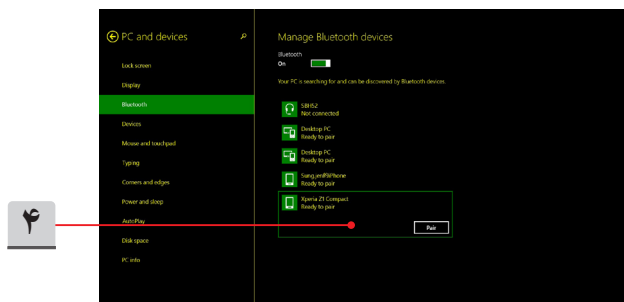 PC and devices
Lock screen
Display
Bluetooth
Devices
Mouse and touchpad
Typing
Corners and edges
Power and sleep
AutoPlay
Disk space
PC info
Manage Bluetooth devices
Bluetooth
On
Your PC is searching for and can be discovered by Bluetooth devices.
SBH52
Not connected
Desktop PC
Ready to pair
Desktop PC
Ready to pair
Ready to pair
Xperia Z1 Compact
Ready to pair
Pair
۴